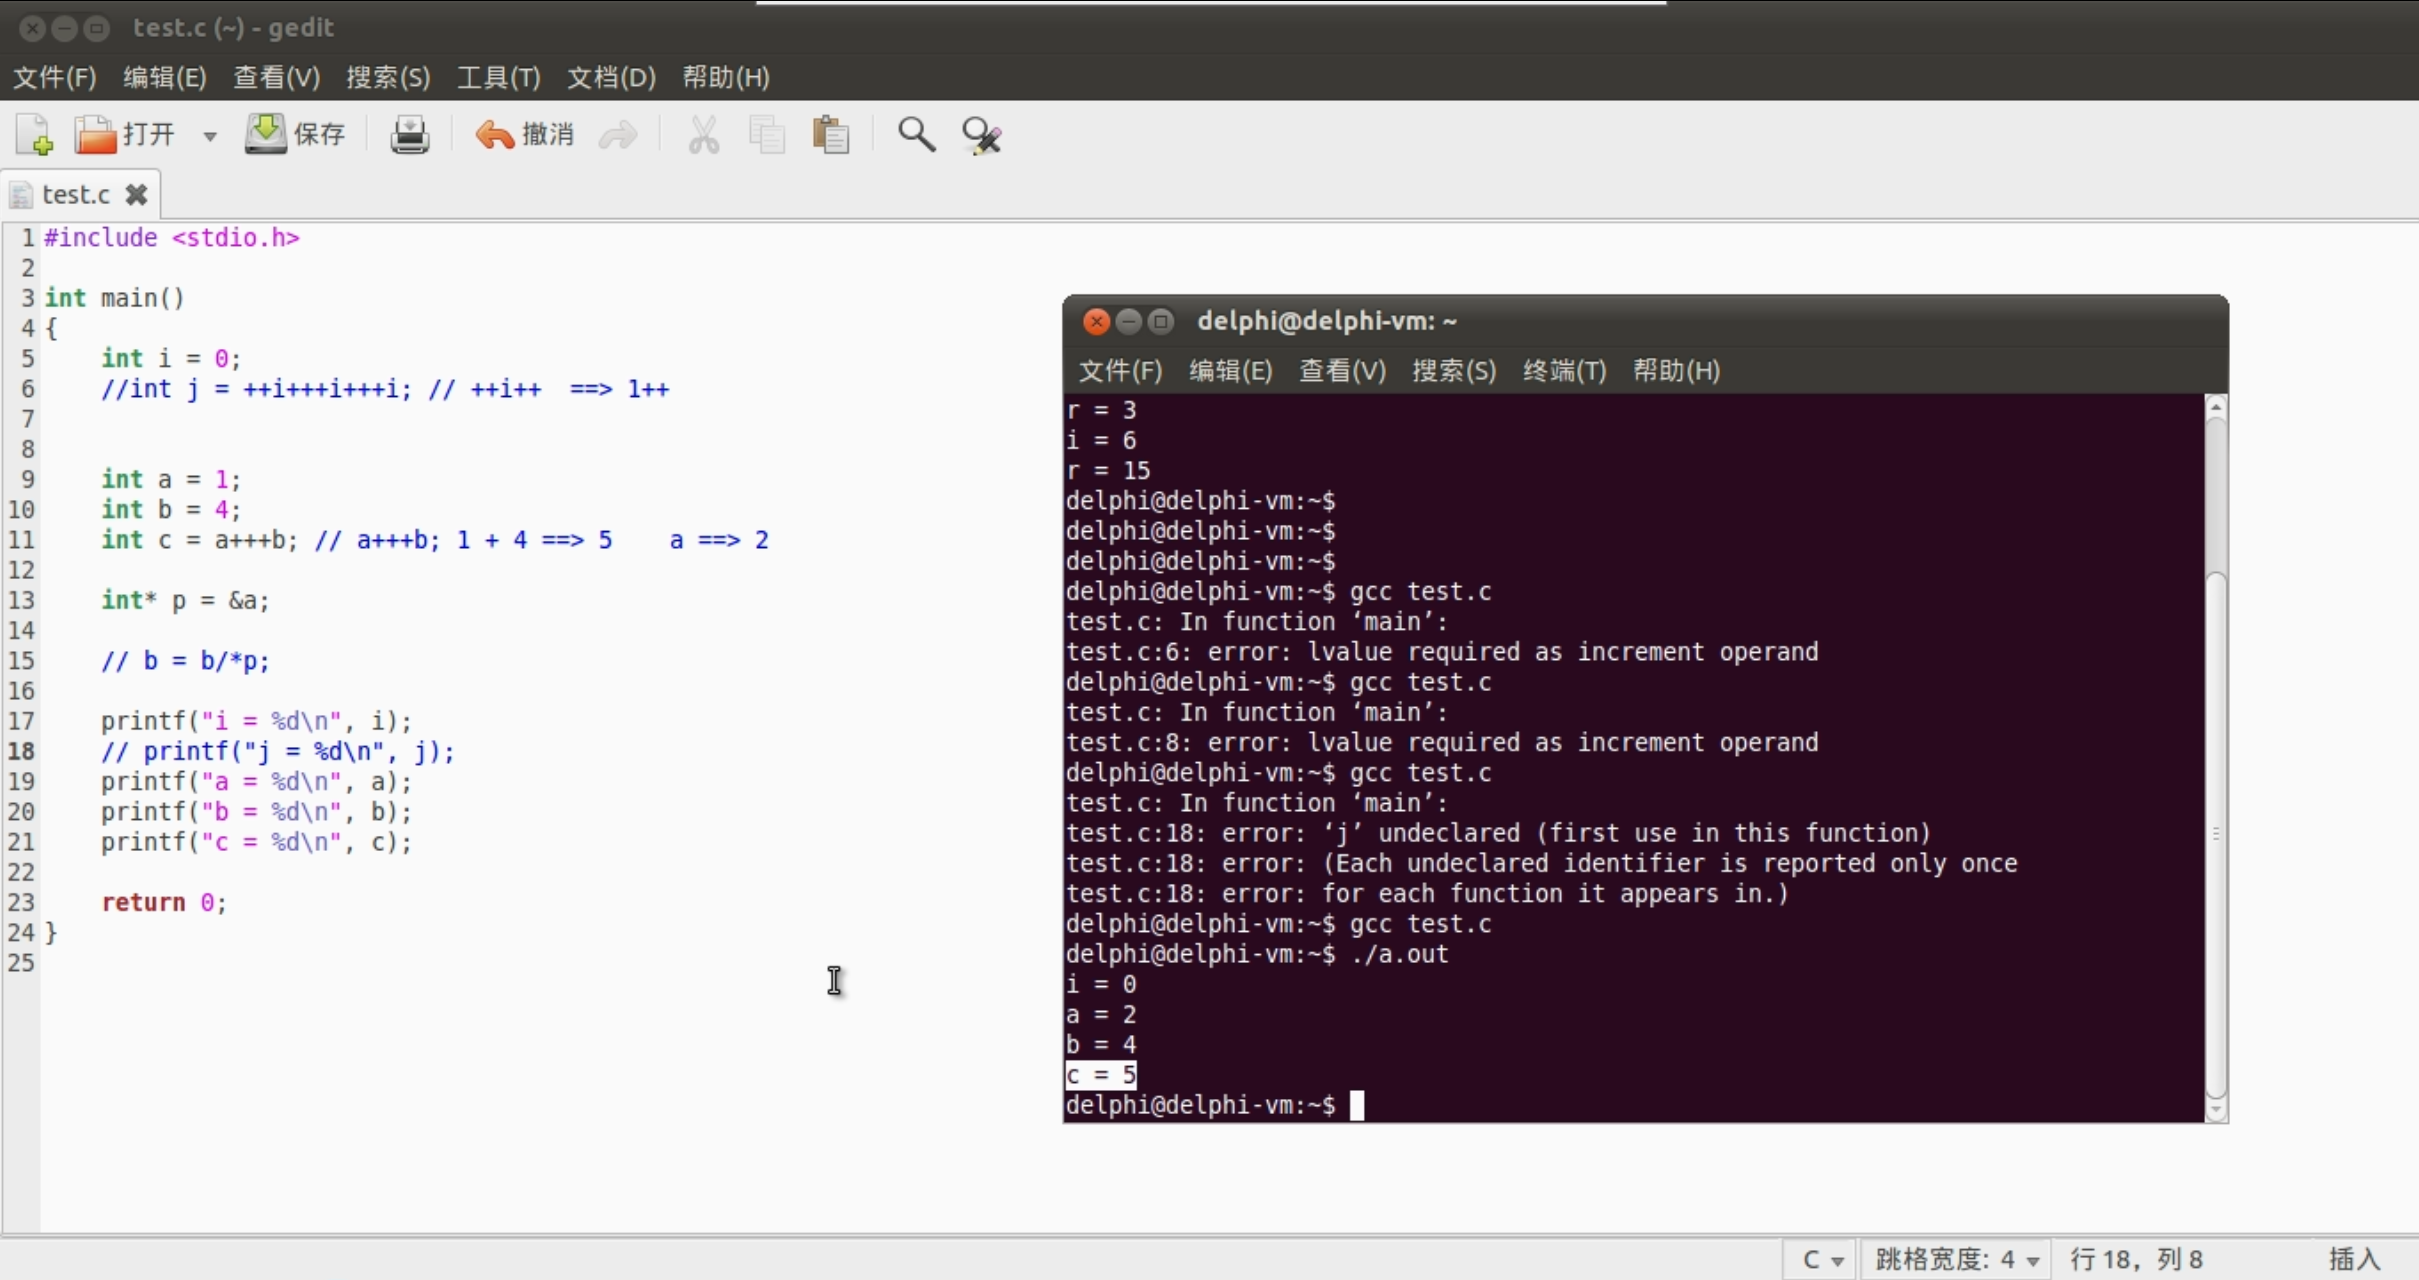 test.c (~) - gedit
文件(F) 编辑(E) 查看(V) 搜索(S) 工具(T) 文档(D) 帮助(H)
打开 保存 撤消
test.c
1 #include <stdio.h>
2
3 int main()
4 {
5     int i = 0;
6     //int j = ++i+++i+++i; // ++i++  ==> 1++
7
8
9     int a = 1;
10     int b = 4;
11     int c = a+++b; // a+++b; 1 + 4 ==> 5    a ==> 2
12
13     int* p = &a;
14
15     // b = b/*p;
16
17     printf("i = %d\n", i);
18     // printf("j = %d\n", j);
19     printf("a = %d\n", a);
20     printf("b = %d\n", b);
21     printf("c = %d\n", c);
22
23     return 0;
24 }
25
delphi@delphi-vm: ~
文件(F) 编辑(E) 查看(V) 搜索(S) 终端(T) 帮助(H)
r = 3
i = 6
r = 15
delphi@delphi-vm:~$
delphi@delphi-vm:~$
delphi@delphi-vm:~$
delphi@delphi-vm:~$ gcc test.c
test.c: In function ‘main’:
test.c:6: error: lvalue required as increment operand
delphi@delphi-vm:~$ gcc test.c
test.c: In function ‘main’:
test.c:8: error: lvalue required as increment operand
delphi@delphi-vm:~$ gcc test.c
test.c: In function ‘main’:
test.c:18: error: ‘j’ undeclared (first use in this function)
test.c:18: error: (Each undeclared identifier is reported only once
test.c:18: error: for each function it appears in.)
delphi@delphi-vm:~$ gcc test.c
delphi@delphi-vm:~$ ./a.out
i = 0
a = 2
b = 4
c = 5
delphi@delphi-vm:~$
C 跳格宽度: 4 行 18，列 8 插入